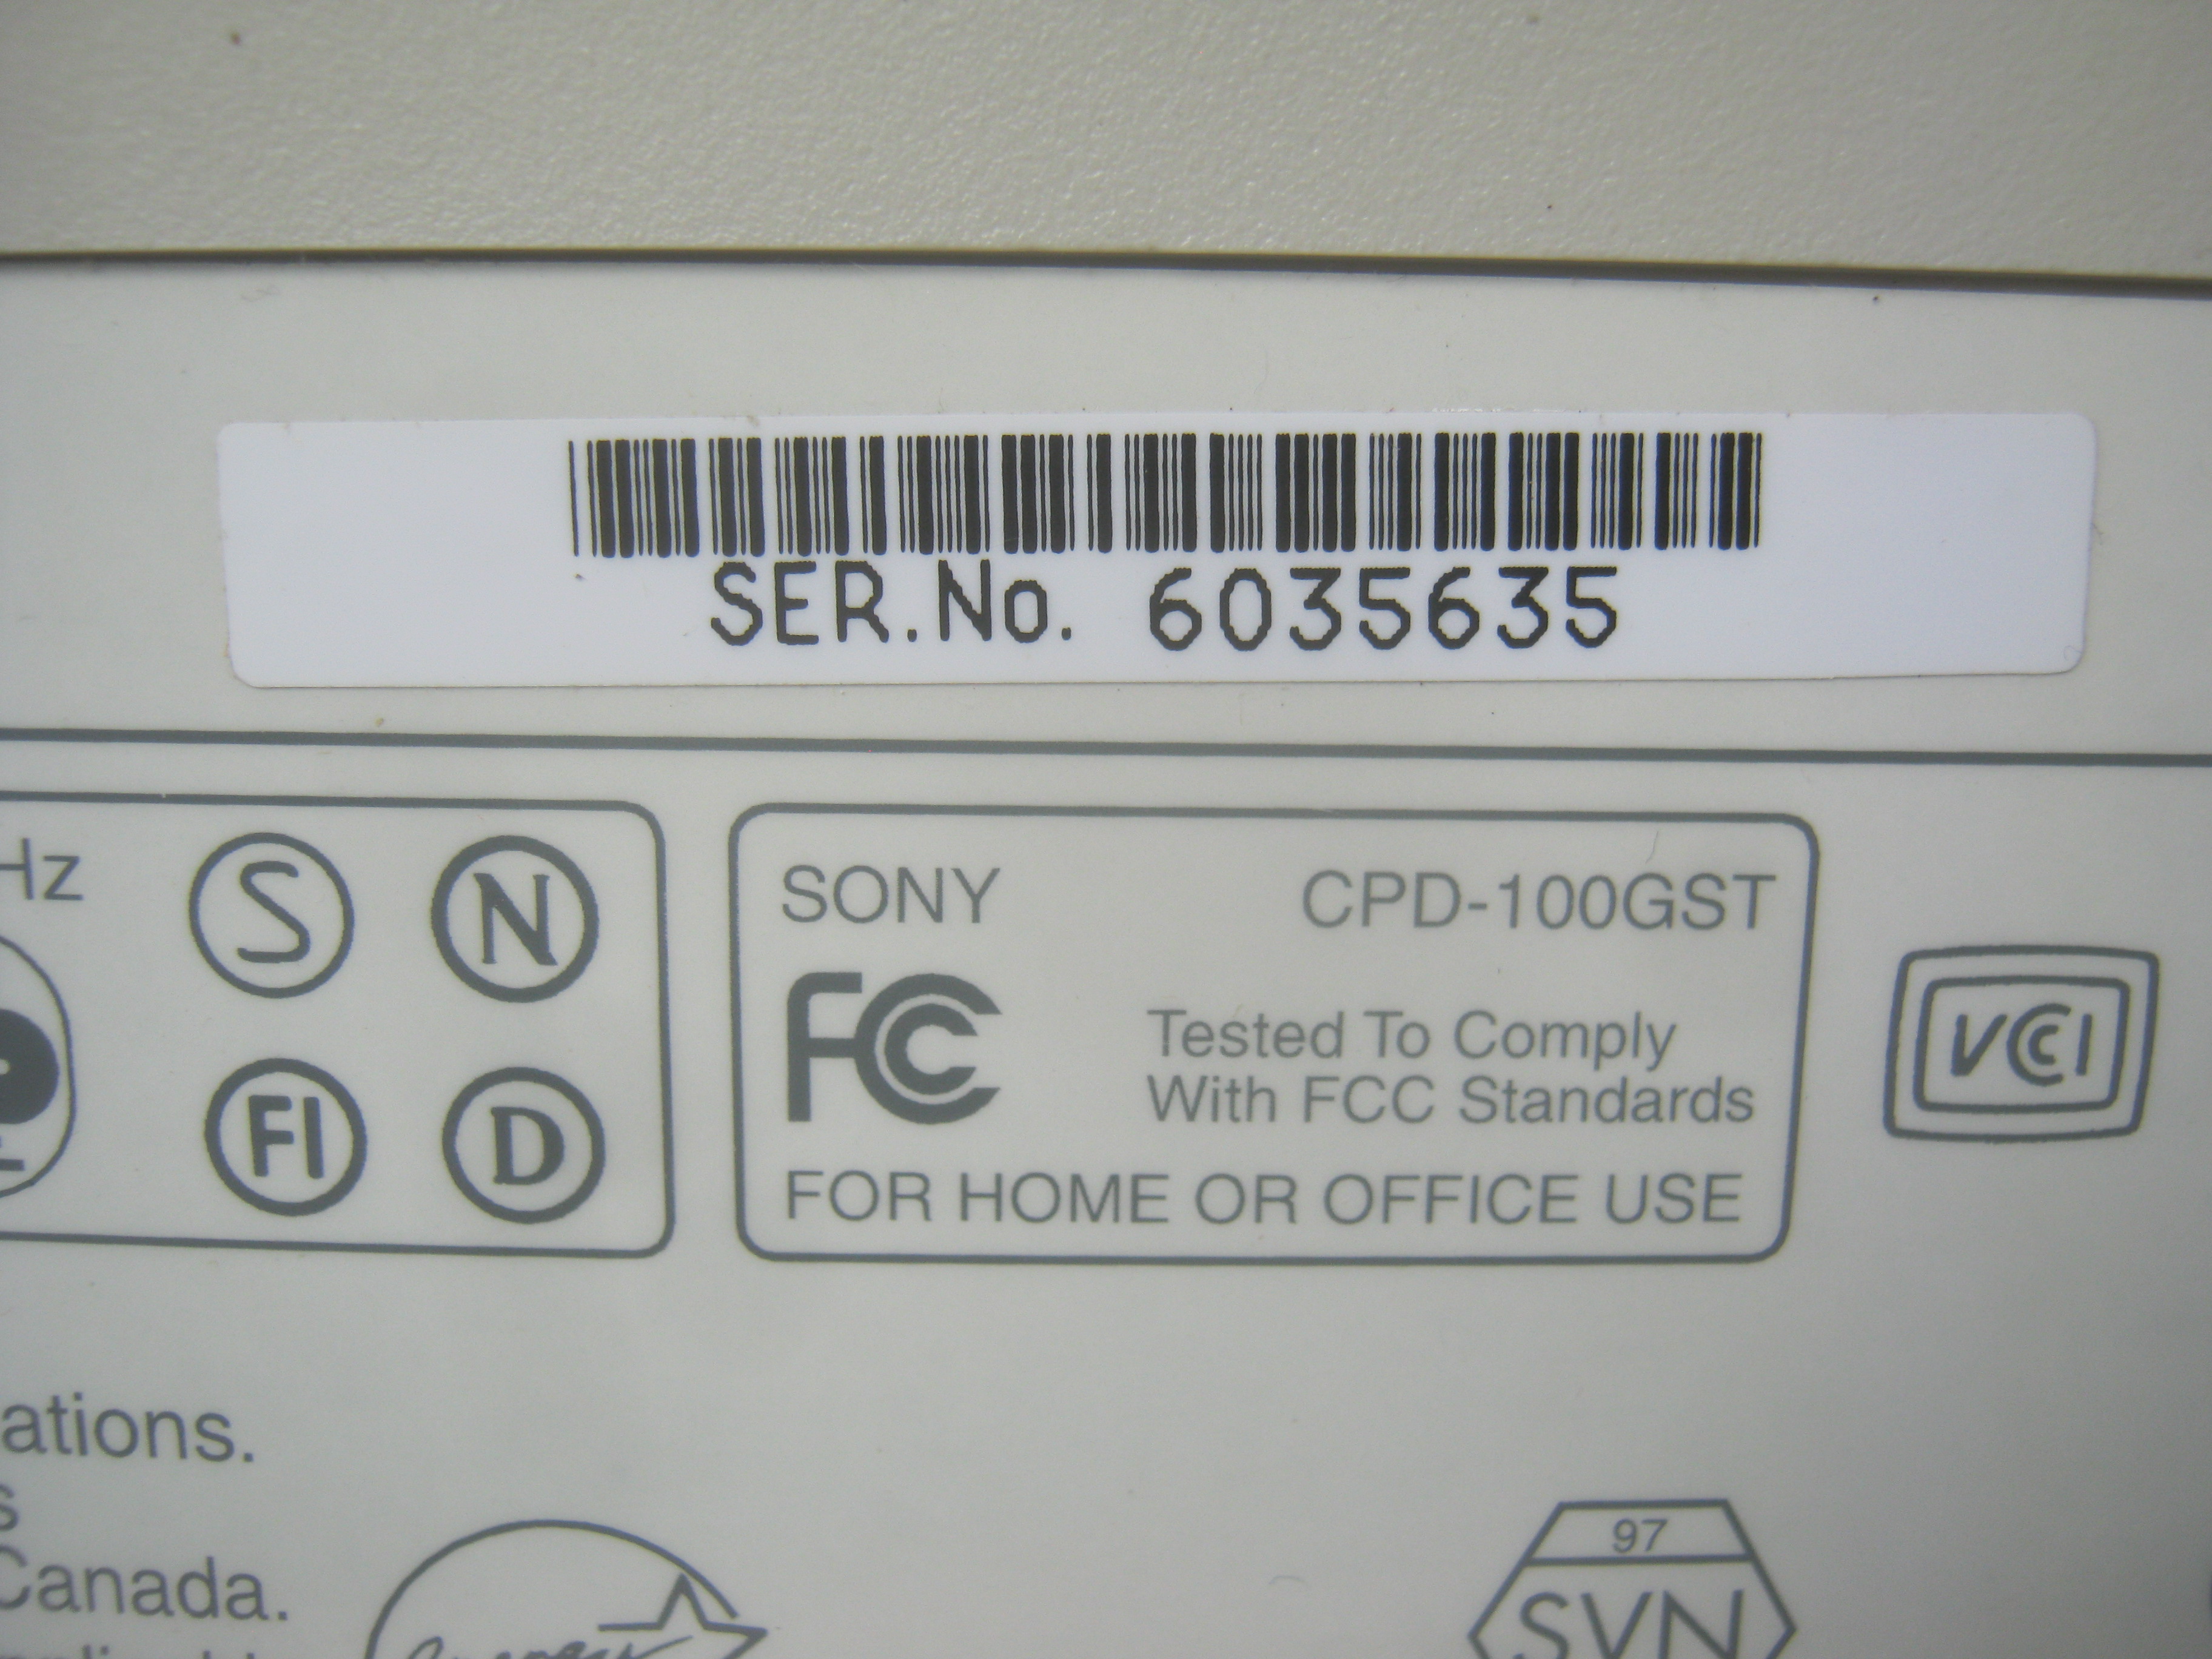 SER.No. 6035635
Hz
S N
FI D
SONY CPD-100GST
FC
Tested To Comply
With FCC Standards
FOR HOME OR OFFICE USE
VCCI
ations.
s
Canada.
97
SVN